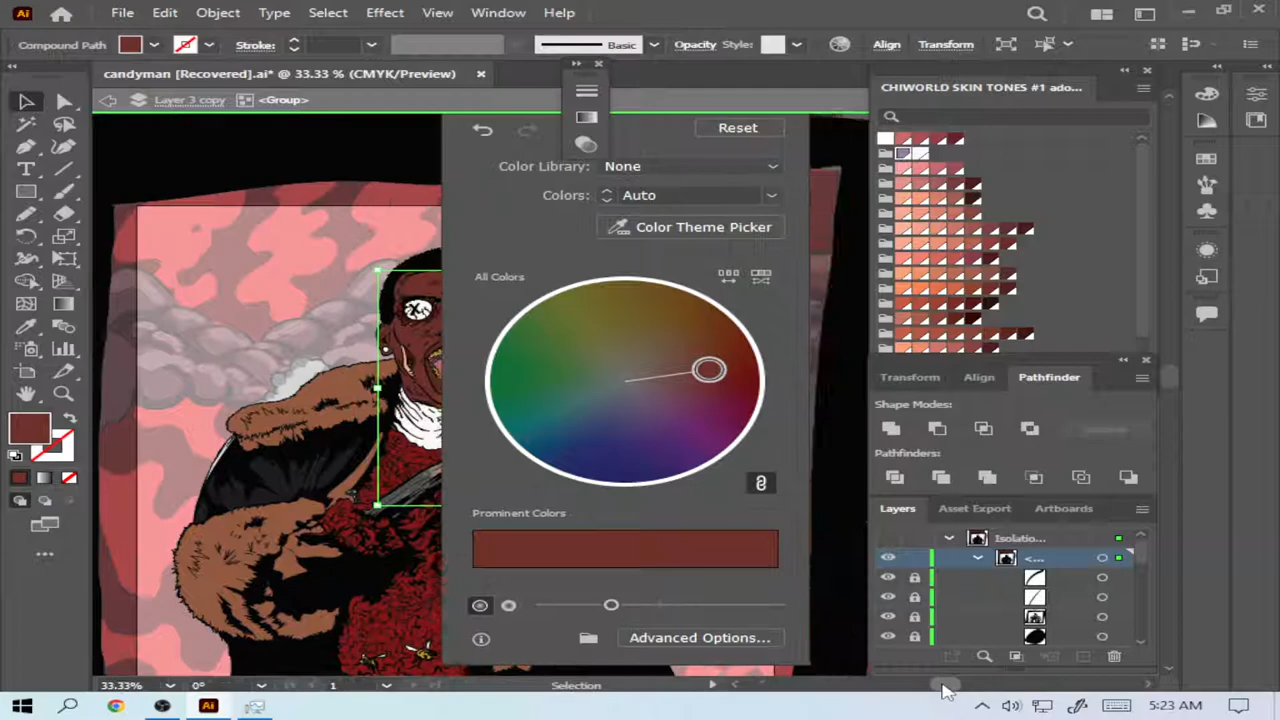 Ai File Edit Object Type Select Effect View Window Help
Compound Path Stroke: Basic Opacity Style: Align Transform
candyman [Recovered].ai* @ 33.33 % (CMYK/Preview)
CHIWORLD SKIN TONES #1 ado...
Layer 3 copy <Group>
Reset
Color Library: None
Colors: Auto
Color Theme Picker
All Colors
Transform Align Pathfinder
Shape Modes:
Pathfinders:
Prominent Colors
Layers Asset Export Artboards
Isolatio...
<...
Advanced Options...
33.33% 0° 1 Selection
Ai 5:23 AM